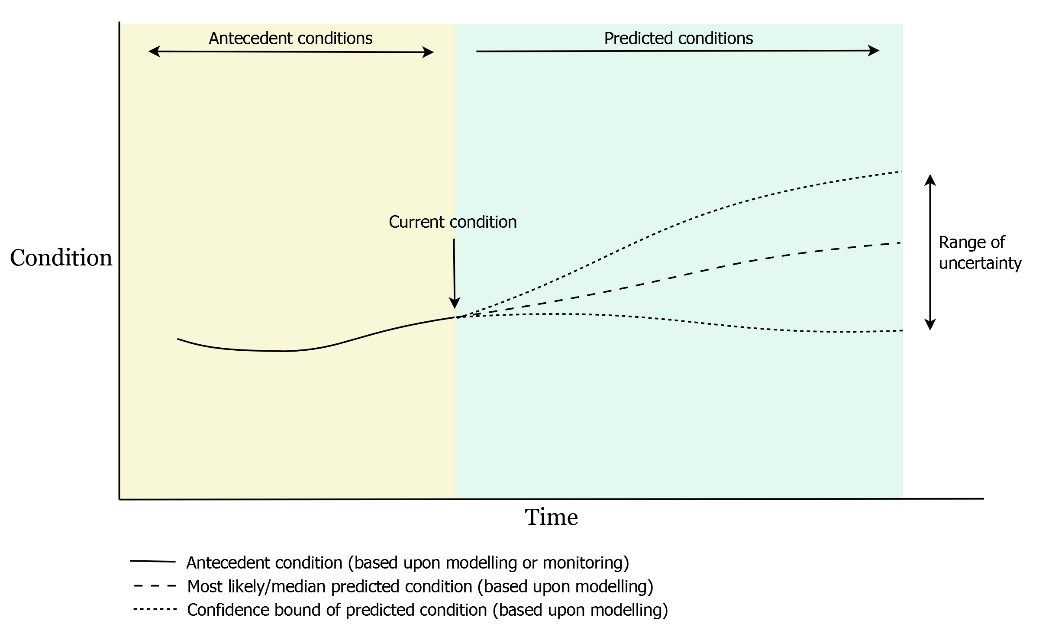 Antecedent conditions
Predicted conditions
Current condition
Condition
Range of
uncertainty
Time
Antecedent condition (based upon modelling or monitoring)
Most likely/median predicted condition (based upon modelling)
Confidence bound of predicted condition (based upon modelling)